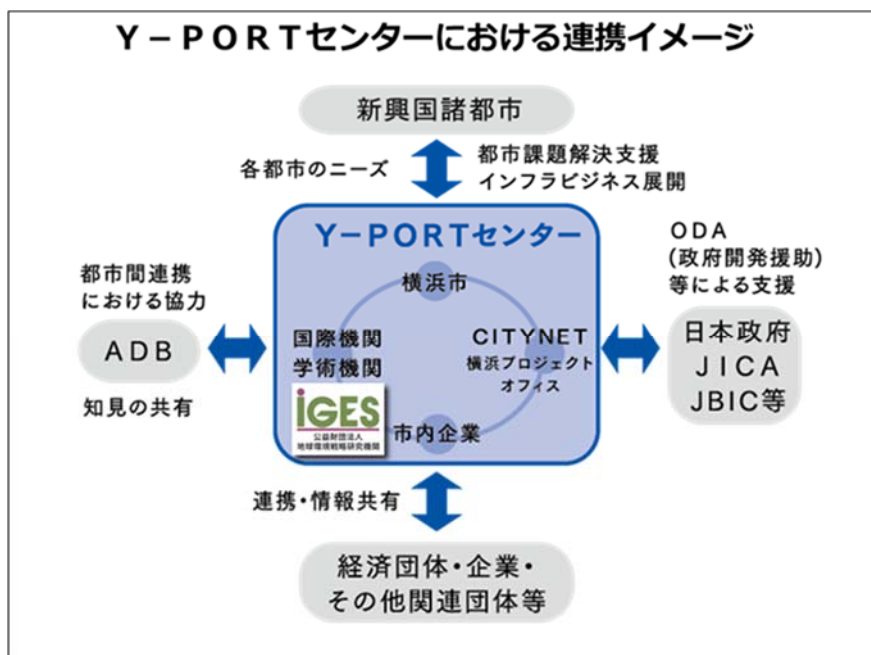 Y－PORTセンターにおける連携イメージ
新興国諸都市
各都市のニーズ
都市課題解決支援
インフラビジネス展開
Y－PORTセンター
横浜市
都市間連携
における協力
ADB
知見の共有
国際機関
学術機関
iGES
公益財団法人
地球環境戦略研究機関
CITYNET
横浜プロジェクト
オフィス
市内企業
ODA
(政府開発援助)
等による支援
日本政府
JICA
JBIC等
連携・情報共有
経済団体・企業・
その他関連団体等